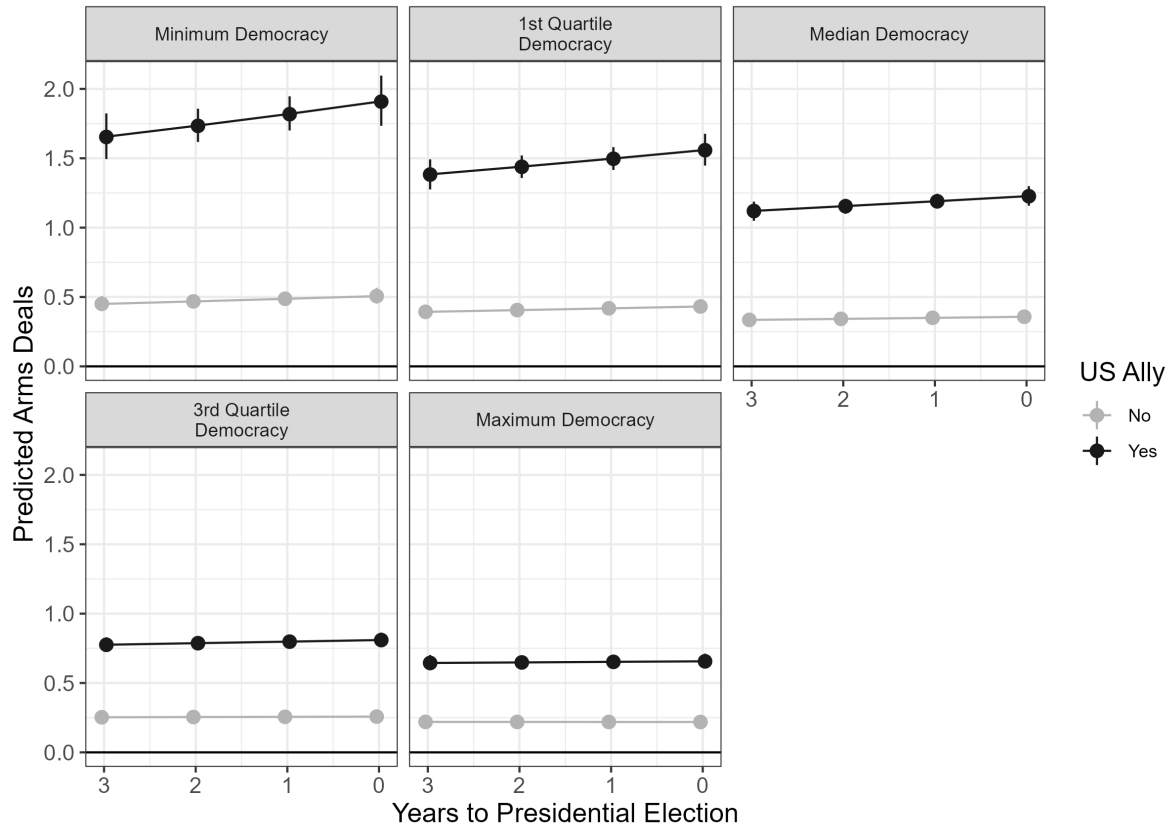 Minimum Democracy
1st Quartile
Democracy
Median Democracy
2.0
1.5
1.0
0.5
0.0
3 2 1 0
3rd Quartile
Democracy
Maximum Democracy
2.0
1.5
1.0
0.5
0.0
3 2 1 0
3 2 1 0
Predicted Arms Deals
Years to Presidential Election
US Ally
No
Yes